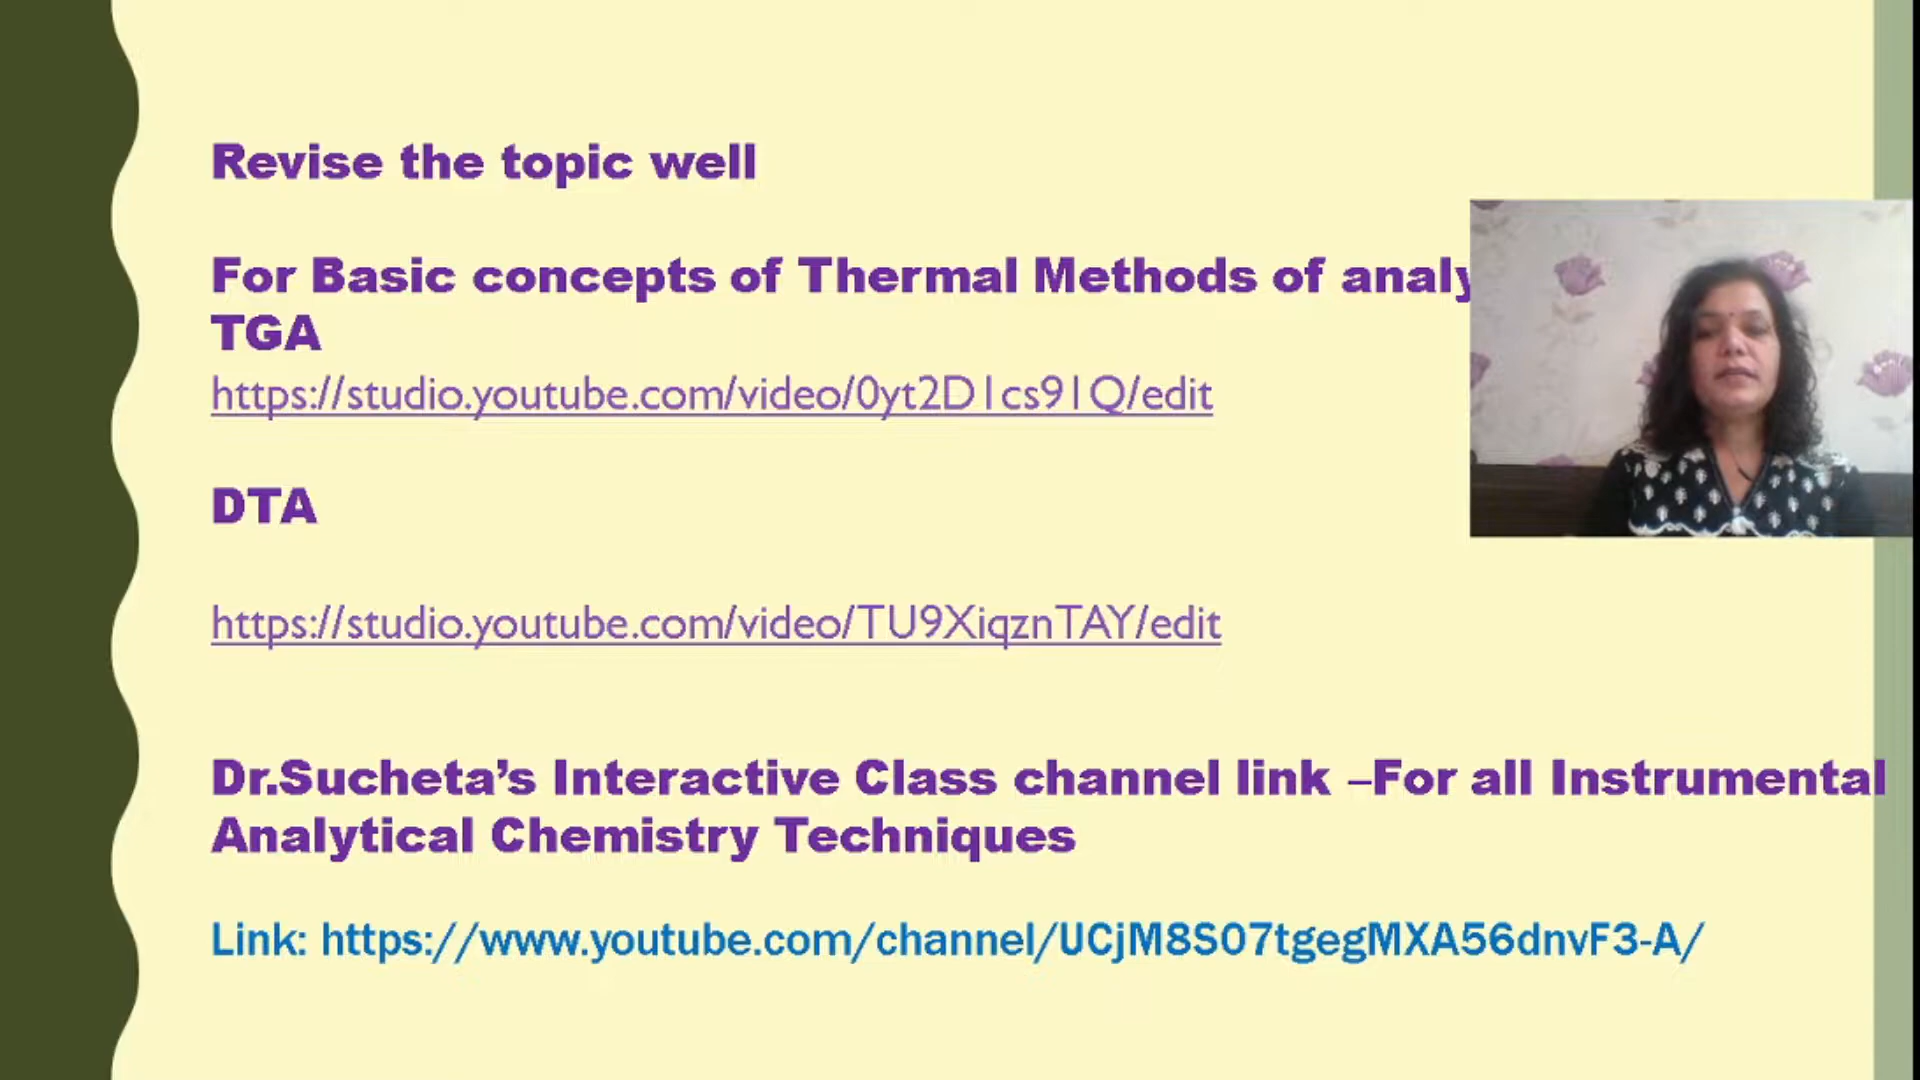 Revise the topic well
For Basic concepts of Thermal Methods of
TGA
https://studio.youtube.com/video/0yt2D1cs91Q/edit
DTA
https://studio.youtube.com/video/TU9XiqznTAY/edit
Dr.Sucheta’s Interactive Class channel link –For all Instrumental
Analytical Chemistry Techniques
Link: https://www.youtube.com/channel/UCjM8S07tgegMXA56dnvF3-A/